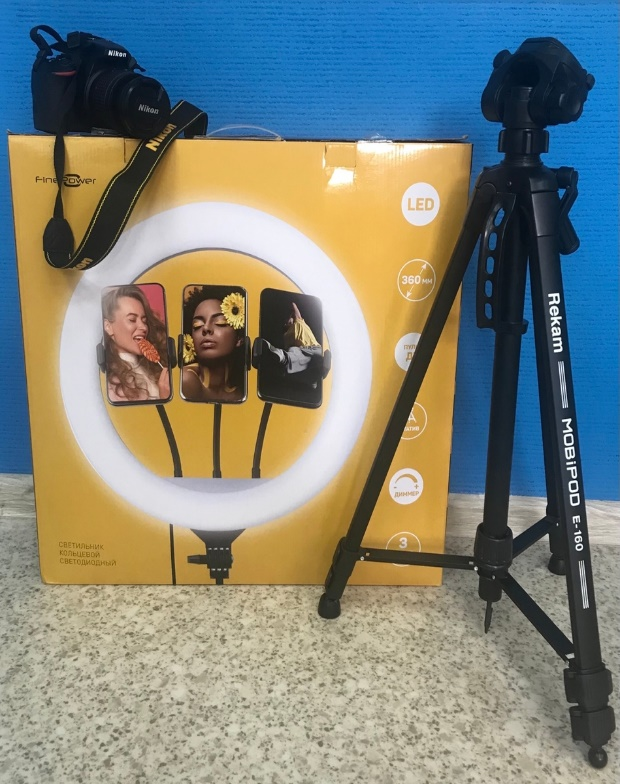 Nikon
Nikon
Nikon
FinePower
LED
360 мм
ДИММЕР
3
СВЕТИЛЬНИК
КОЛЬЦЕВОЙ
СВЕТОДИОДНЫЙ
Rekam
MOBiPOD E-160